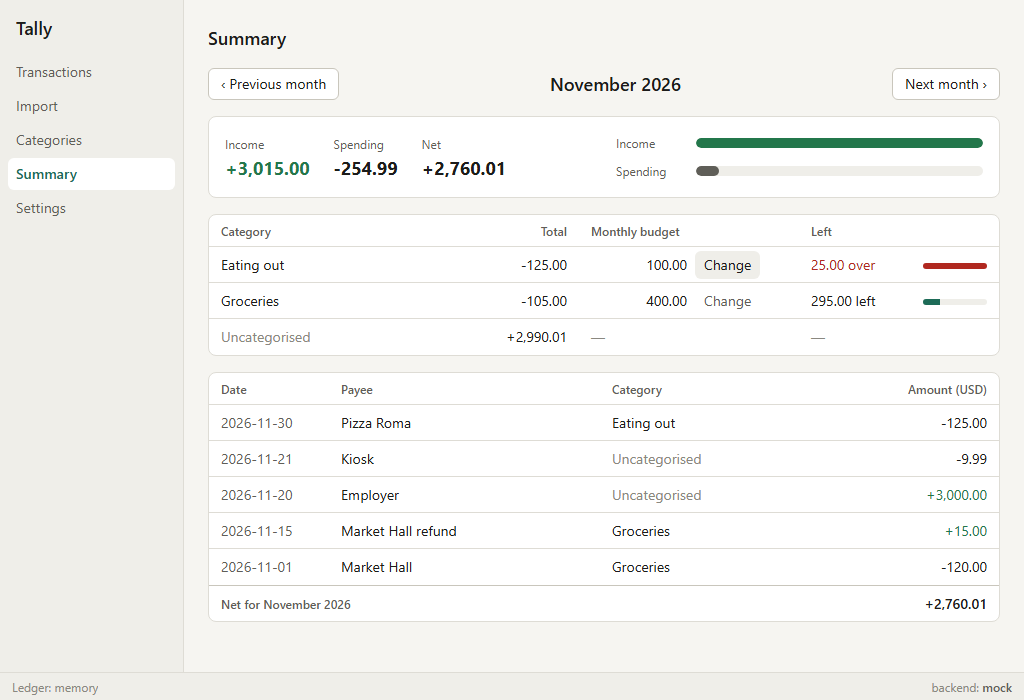 Tally
Transactions
Import
Categories
Summary
Settings
Summary
‹ Previous month
November 2026
Next month ›
Income Spending Net
+3,015.00 -254.99 +2,760.01
Income
Spending
Category Total Monthly budget Left
Eating out -125.00 100.00 Change 25.00 over
Groceries -105.00 400.00 Change 295.00 left
Uncategorised +2,990.01 — —
Date Payee Category Amount (USD)
2026-11-30 Pizza Roma Eating out -125.00
2026-11-21 Kiosk Uncategorised -9.99
2026-11-20 Employer Uncategorised +3,000.00
2026-11-15 Market Hall refund Groceries +15.00
2026-11-01 Market Hall Groceries -120.00
Net for November 2026 +2,760.01
Ledger: memory
backend: mock